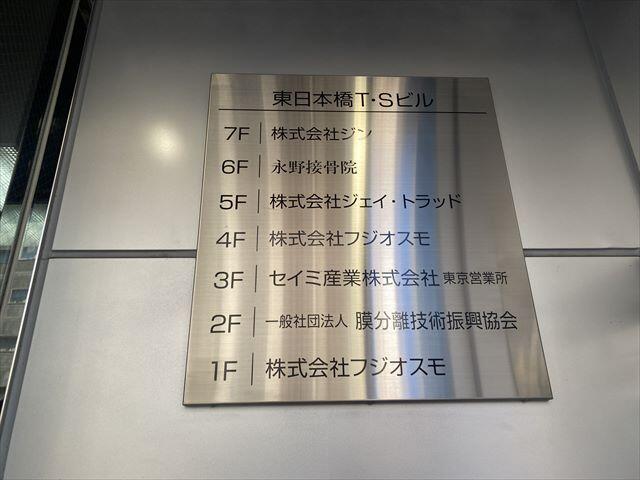 東日本橋T・Sビル
7F 株式会社ジン
6F 永野接骨院
5F 株式会社ジェイ・トラッド
4F 株式会社フジオスモ
3F セイミ産業株式会社 東京営業所
2F 一般社団法人 膜分離技術振興協会
1F 株式会社フジオスモ